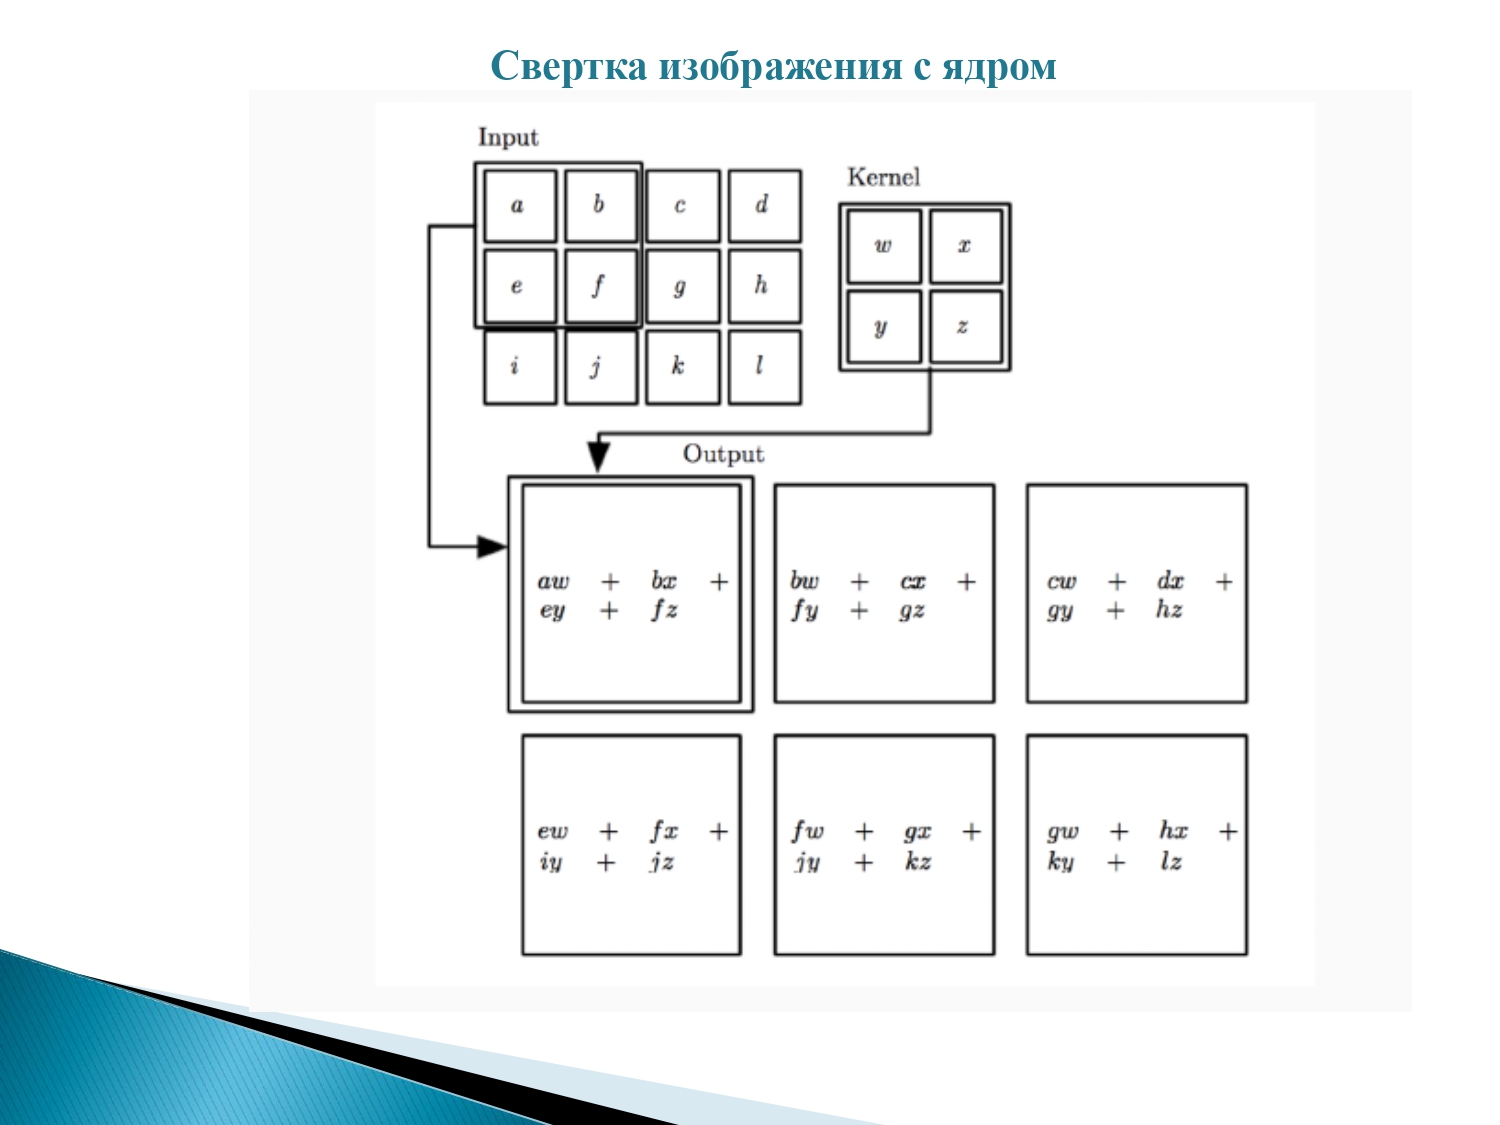 Свертка изображения с ядром
Input
Kernel
a b c d
w x
e f g h
y z
i j k l
Output
aw + bx + bw + cx + cw + dx +
ey + fz fy + gz gy + hz
ew + fx + fw + gx + gw + hx +
iy + jz jy + kz ky + lz